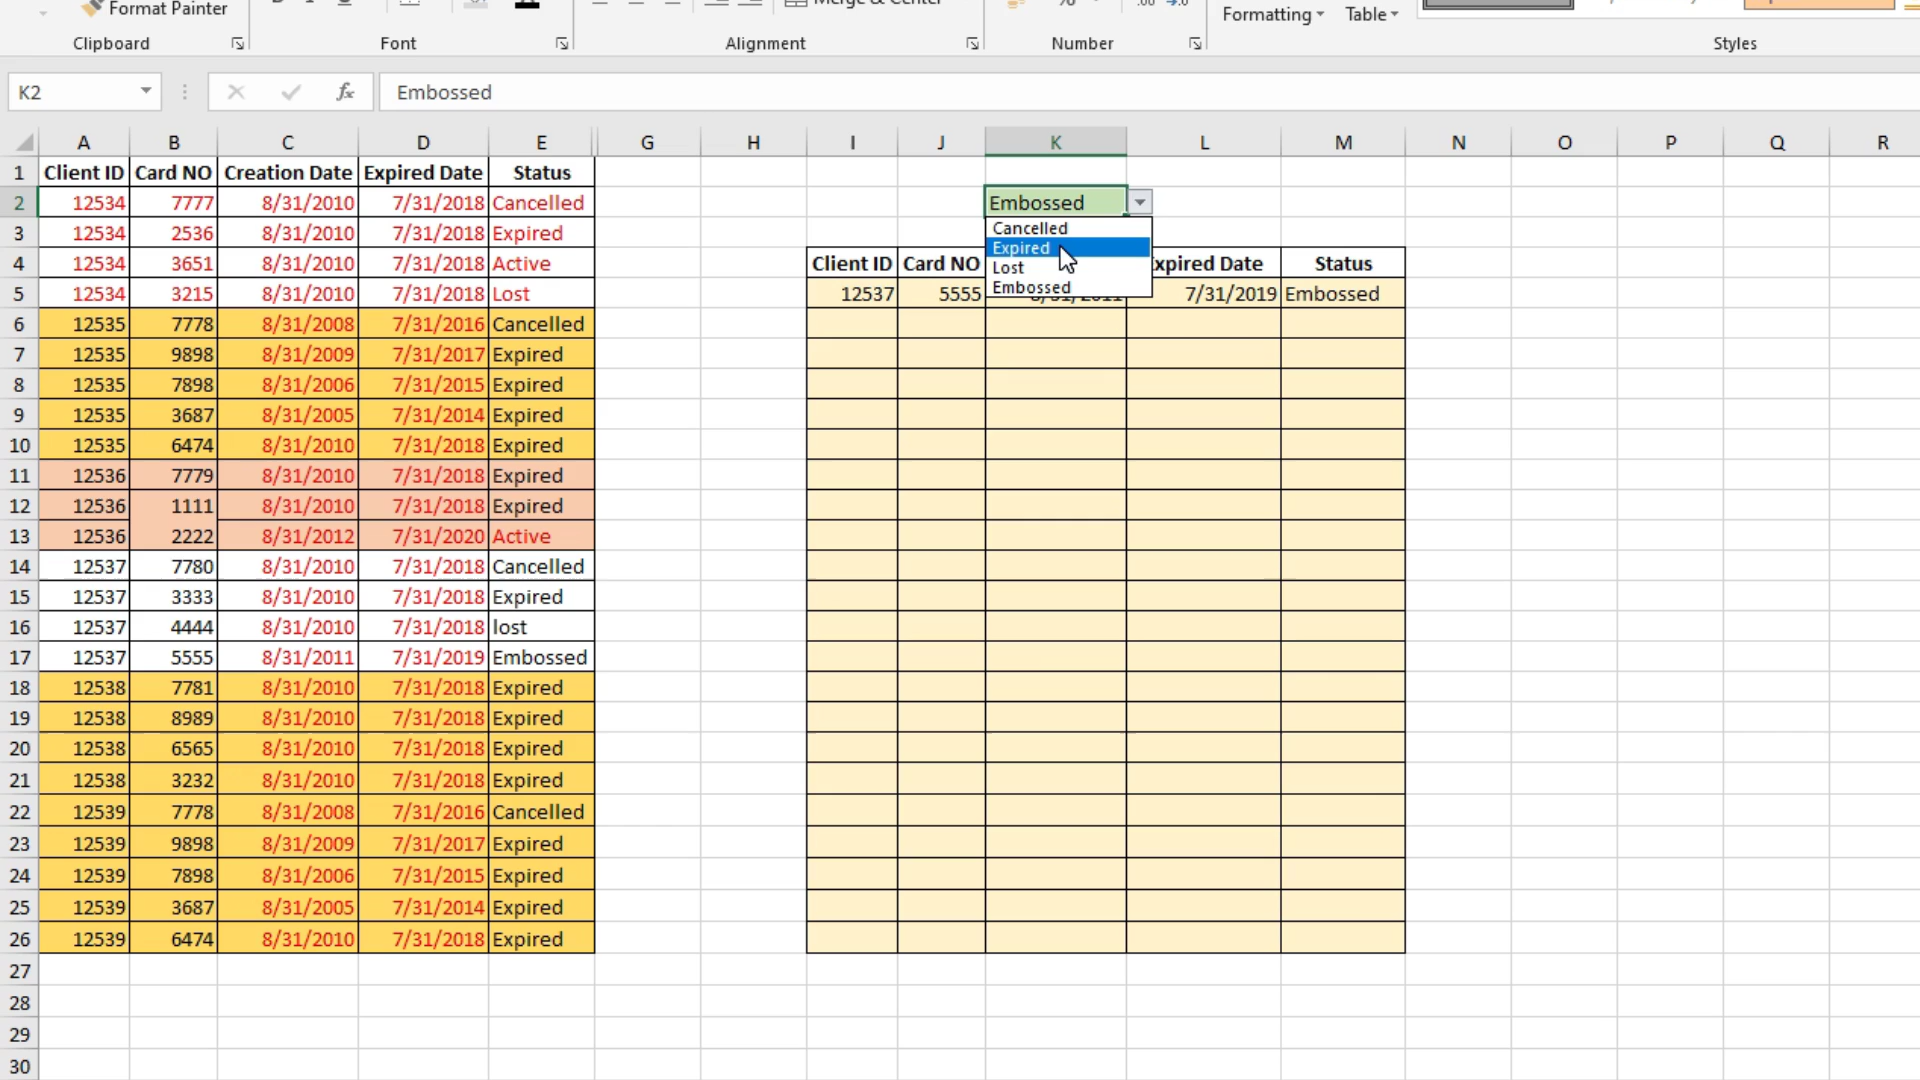 Format Painter
Merge & Center
Formatting Table
Clipboard Font Alignment Number Styles
K2 fx Embossed
A B C D E G H I J K L M N O P Q R
1 Client ID Card NO Creation Date Expired Date Status
2 12534 7777 8/31/2010 7/31/2018 Cancelled Embossed
3 12534 2536 8/31/2010 7/31/2018 Expired
Cancelled
Expired
Lost
Embossed
4 12534 3651 8/31/2010 7/31/2018 Active Client ID Card NO Expired Date Status
5 12534 3215 8/31/2010 7/31/2018 Lost 12537 5555 8/31/2011 7/31/2019 Embossed
6 12535 7778 8/31/2008 7/31/2016 Cancelled
7 12535 9898 8/31/2009 7/31/2017 Expired
8 12535 7898 8/31/2006 7/31/2015 Expired
9 12535 3687 8/31/2005 7/31/2014 Expired
10 12535 6474 8/31/2010 7/31/2018 Expired
11 12536 7779 8/31/2010 7/31/2018 Expired
12 12536 1111 8/31/2010 7/31/2018 Expired
13 12536 2222 8/31/2012 7/31/2020 Active
14 12537 7780 8/31/2010 7/31/2018 Cancelled
15 12537 3333 8/31/2010 7/31/2018 Expired
16 12537 4444 8/31/2010 7/31/2018 lost
17 12537 5555 8/31/2011 7/31/2019 Embossed
18 12538 7781 8/31/2010 7/31/2018 Expired
19 12538 8989 8/31/2010 7/31/2018 Expired
20 12538 6565 8/31/2010 7/31/2018 Expired
21 12538 3232 8/31/2010 7/31/2018 Expired
22 12539 7778 8/31/2008 7/31/2016 Cancelled
23 12539 9898 8/31/2009 7/31/2017 Expired
24 12539 7898 8/31/2006 7/31/2015 Expired
25 12539 3687 8/31/2005 7/31/2014 Expired
26 12539 6474 8/31/2010 7/31/2018 Expired
27
28
29
30